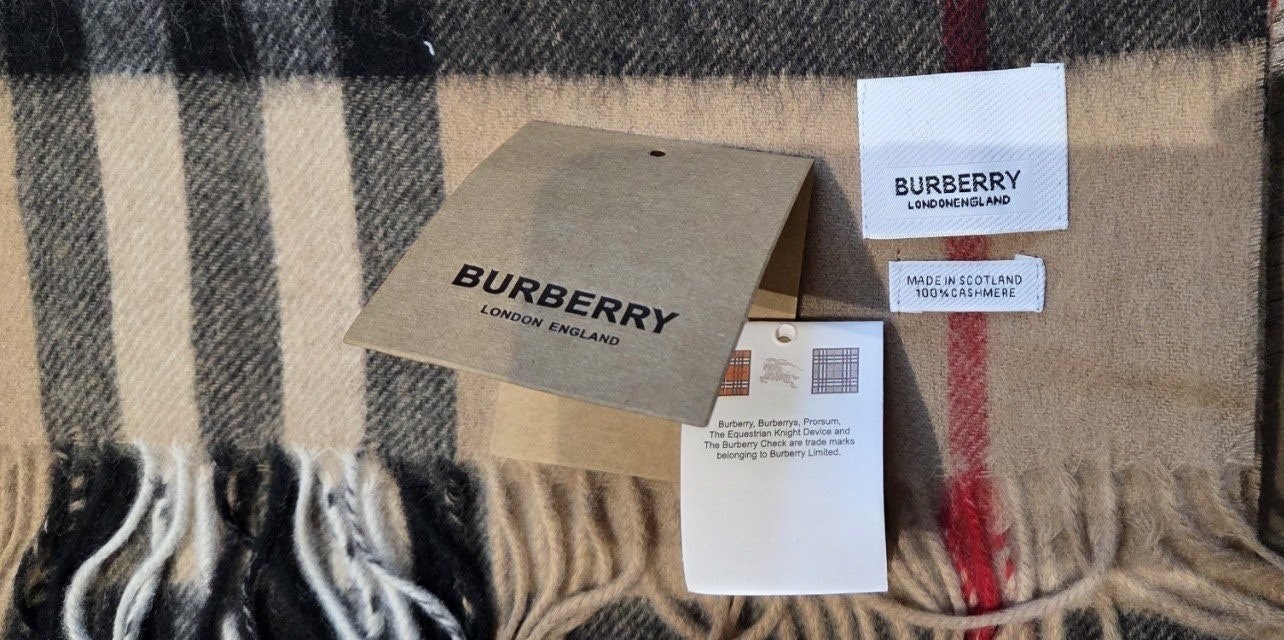 BURBERRY
LONDONENGLAND
MADE IN SCOTLAND
100% CASHMERE
BURBERRY
LONDON ENGLAND
Burberry, Burberrys, Prorsum,
The Equestrian Knight Device and
The Burberry Check are trade marks
belonging to Burberry Limited.